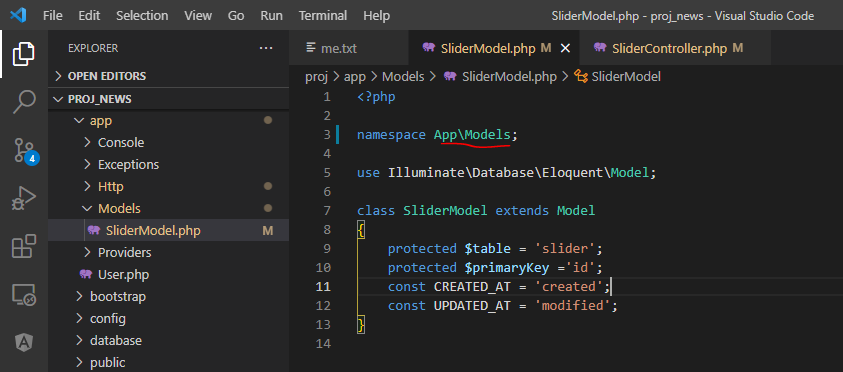 File Edit Selection View Go Run Terminal Help SliderModel.php - proj_news - Visual Studio Code
EXPLORER ...
me.txt SliderModel.php M SliderController.php M
OPEN EDITORS
proj > app > Models > SliderModel.php > SliderModel
PROJ_NEWS
app
Console
Exceptions
Http
Models
SliderModel.php M
Providers
User.php
bootstrap
config
database
public
4
1 <?php
2
3 namespace App\Models;
4
5 use Illuminate\Database\Eloquent\Model;
6
7 class SliderModel extends Model
8 {
9 protected $table = 'slider';
10 protected $primaryKey ='id';
11 const CREATED_AT = 'created';
12 const UPDATED_AT = 'modified';
13 }
14